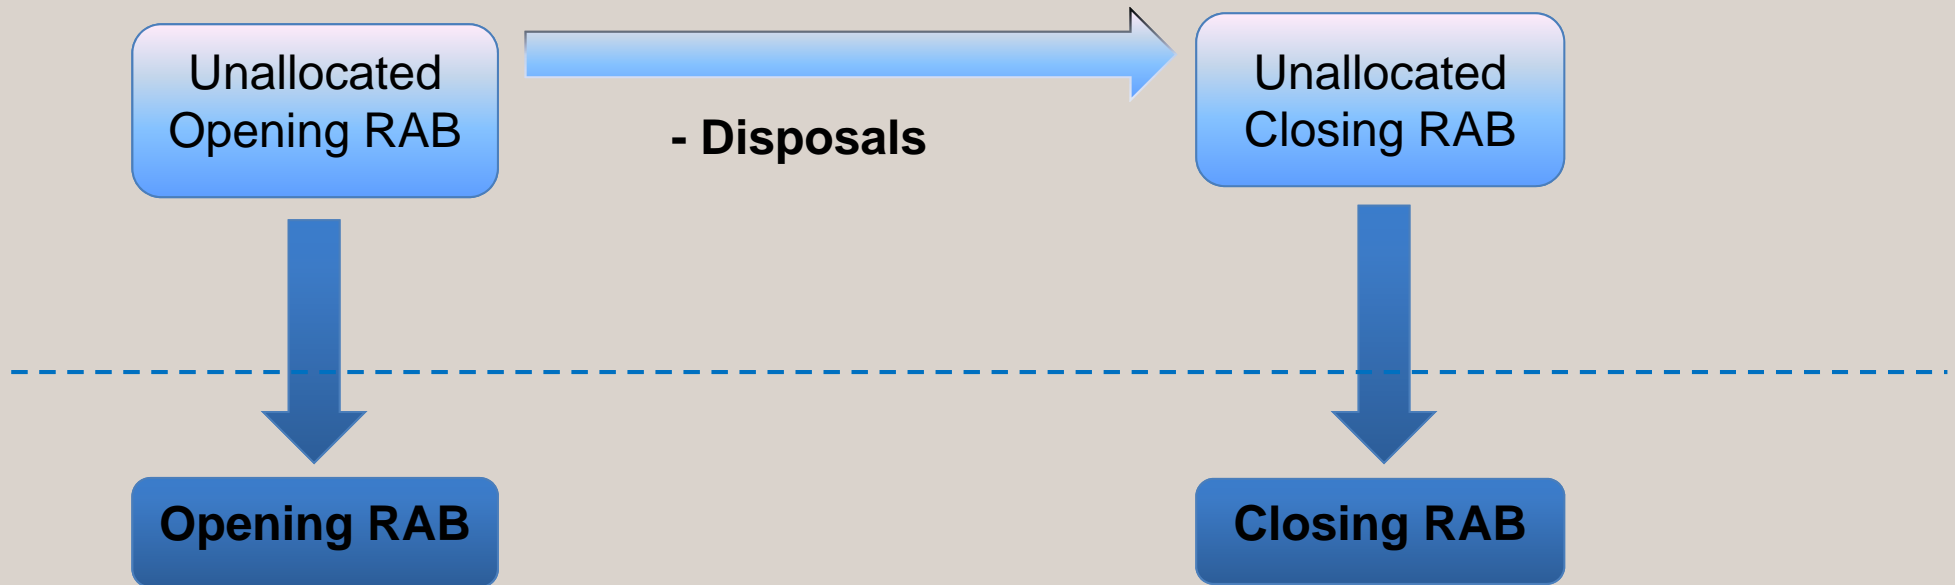 Unallocated
Opening RAB
- Disposals
Unallocated
Closing RAB
Opening RAB
Closing RAB